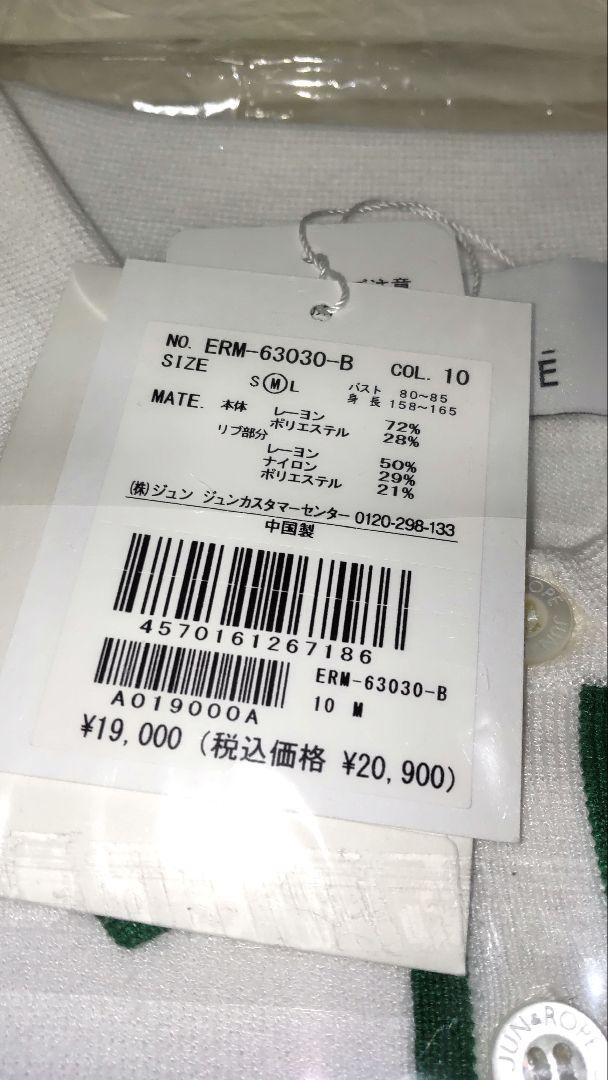 注意
Ē
NO. ERM-63030-B COL. 10
SIZE S Ⓜ L バスト 80~85
身長 158~165
MATE. 本体 レーヨン 72%
ポリエステル 28%
リブ部分
レーヨン 50%
ナイロン 29%
ポリエステル 21%
(株)ジュン ジュンカスタマーセンター 0120-298-133
中国製
4570161267186
A019000A
ERM-63030-B
10 M
¥19,000 (税込価格 ¥20,900)
ROPE JUN
JUN&ROPE